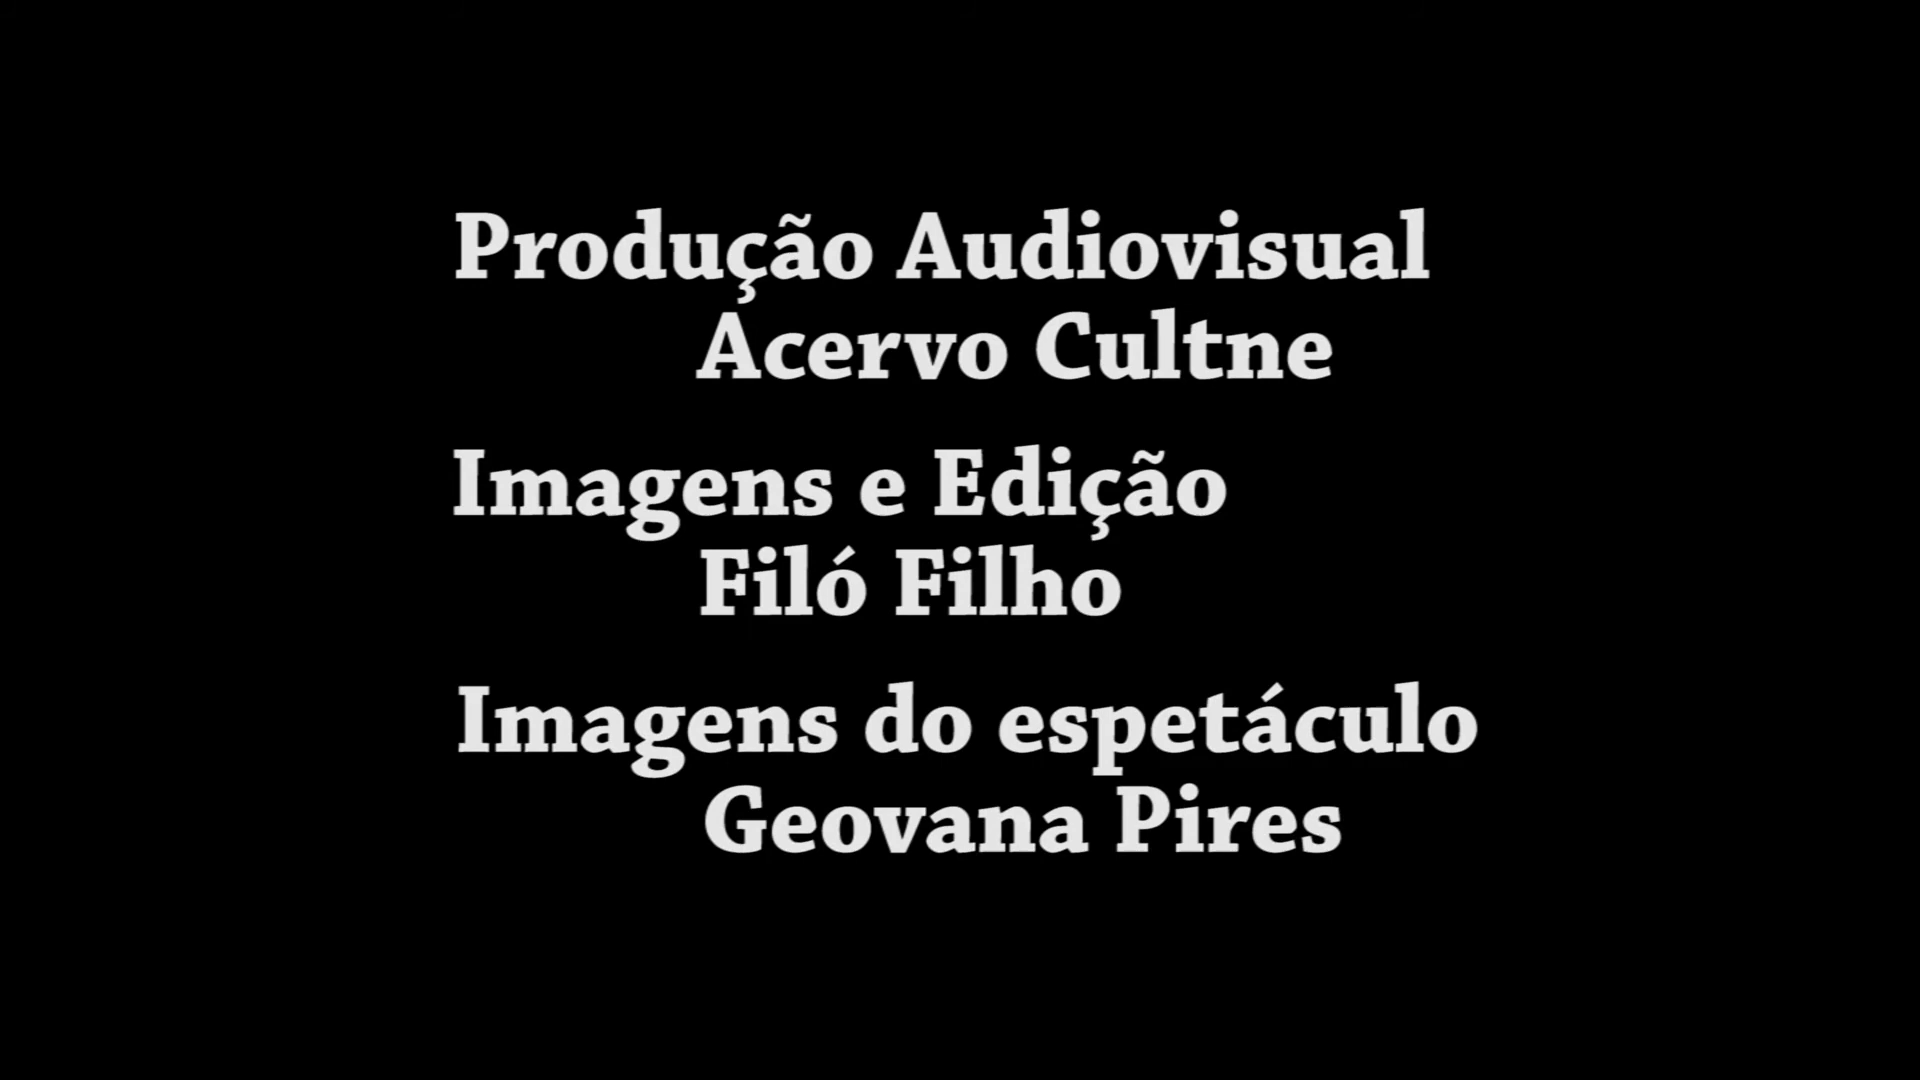 Produção Audiovisual
Acervo Cultne
Imagens e Edição
Filó Filho
Imagens do espetáculo
Geovana Pires